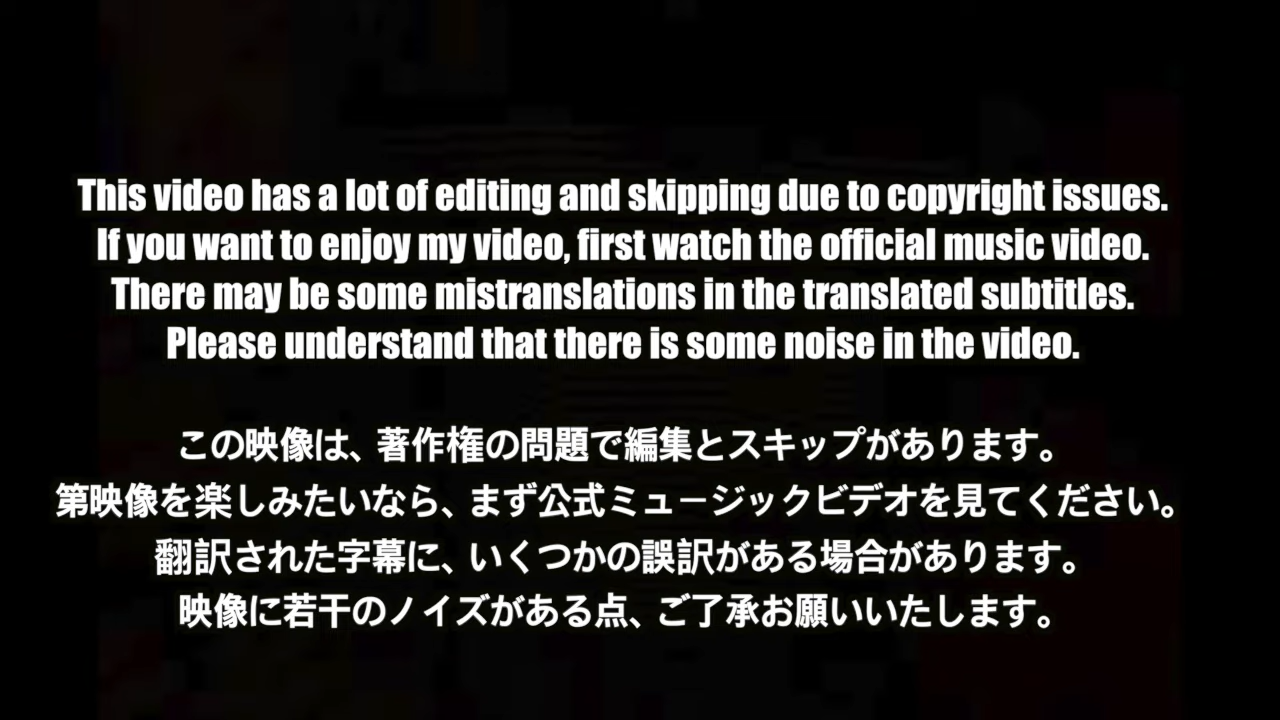 This video has a lot of editing and skipping due to copyright issues.
If you want to enjoy my video, first watch the official music video.
There may be some mistranslations in the translated subtitles.
Please understand that there is some noise in the video.
この映像は、著作権の問題で編集とスキップがあります。
第映像を楽しみたいなら、まず公式ミュージックビデオを見てください。
翻訳された字幕に、いくつかの誤訳がある場合があります。
映像に若干のノイズがある点、ご了承お願いいたします。